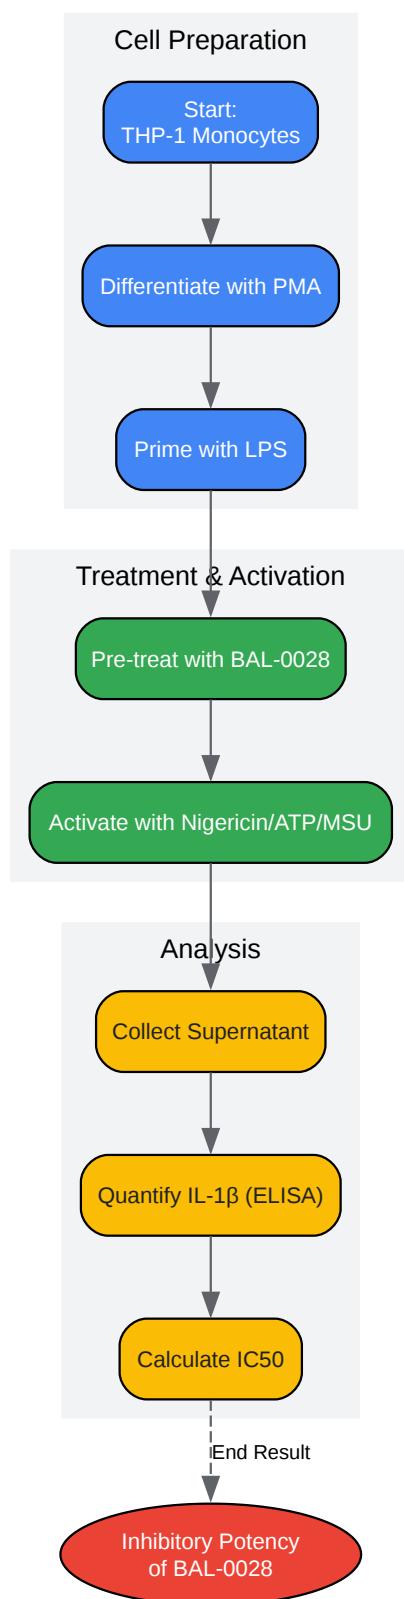 Cell Preparation
Start:
THP-1 Monocytes
Differentiate with PMA
Prime with LPS
Treatment & Activation
Pre-treat with BAL-0028
Activate with Nigericin/ATP/MSU
Analysis
Collect Supernatant
Quantify IL-1β (ELISA)
Calculate IC50
End Result
Inhibitory Potency
of BAL-0028